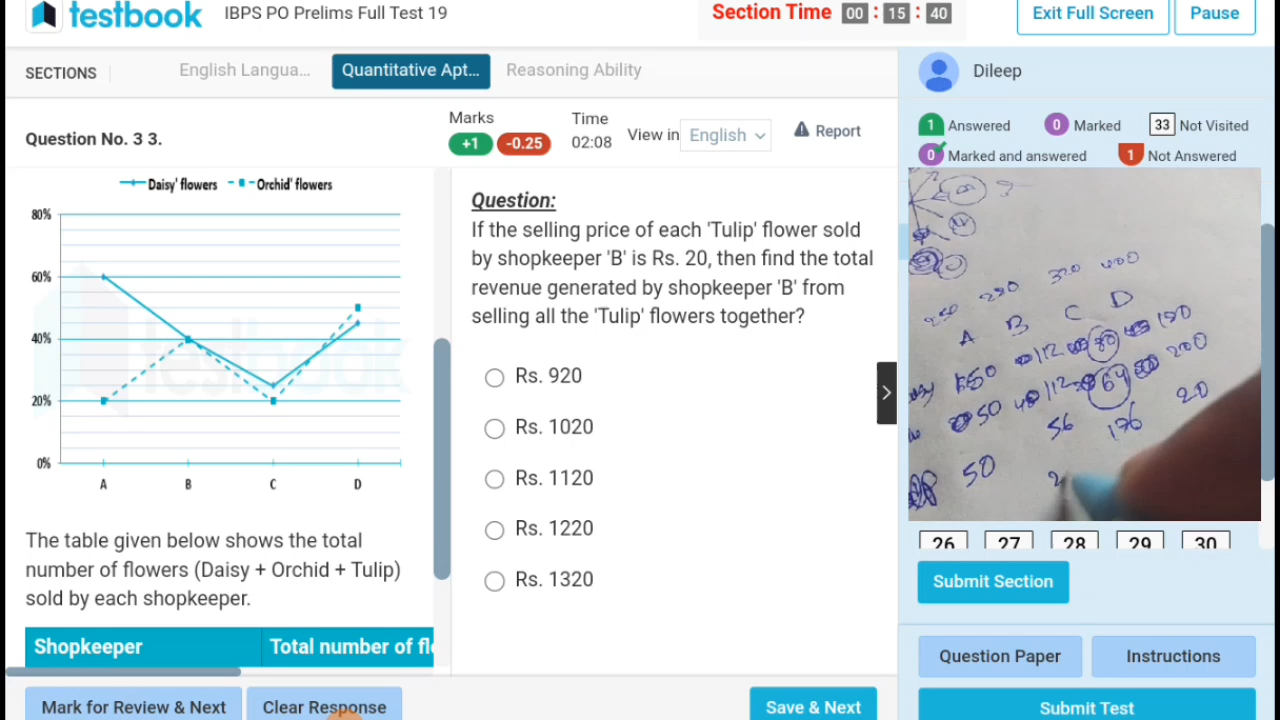 testbook
IBPS PO Prelims Full Test 19
Section Time 00 : 15 : 40
Exit Full Screen
Pause
SECTIONS
English Langua...
Quantitative Apt...
Reasoning Ability
Dileep
Question No. 3 3.
Marks
+1 -0.25
Time
02:08
View in English
Report
1 Answered
0 Marked
33 Not Visited
0 Marked and answered
1 Not Answered
Daisy' flowers
Orchid' flowers
80%
60%
40%
20%
0%
A B C D
The table given below shows the total
number of flowers (Daisy + Orchid + Tulip)
sold by each shopkeeper.
Shopkeeper
Total number of fl
Question:
If the selling price of each 'Tulip' flower sold
by shopkeeper 'B' is Rs. 20, then find the total
revenue generated by shopkeeper 'B' from
selling all the 'Tulip' flowers together?
Rs. 920
Rs. 1020
Rs. 1120
Rs. 1220
Rs. 1320
250 280 320 400
A B C D
150 112 80 180
50 112 64 200
50 56 176 20
26 27 28 29 30
Submit Section
Question Paper
Instructions
Mark for Review & Next
Clear Response
Save & Next
Submit Test